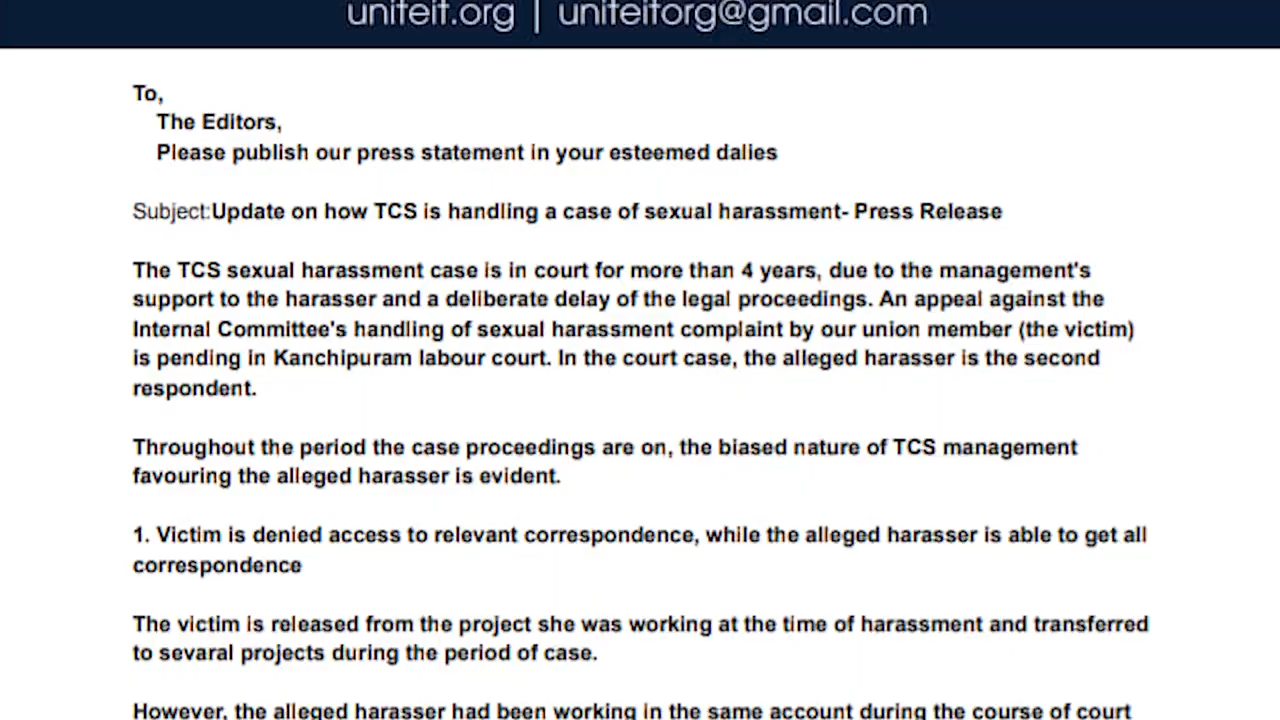 uniteit.org | uniteitorg@gmail.com
To,
The Editors,
Please publish our press statement in your esteemed dalies
Subject:Update on how TCS is handling a case of sexual harassment- Press Release
The TCS sexual harassment case is in court for more than 4 years, due to the management's
support to the harasser and a deliberate delay of the legal proceedings. An appeal against the
Internal Committee's handling of sexual harassment complaint by our union member (the victim)
is pending in Kanchipuram labour court. In the court case, the alleged harasser is the second
respondent.
Throughout the period the case proceedings are on, the biased nature of TCS management
favouring the alleged harasser is evident.
1. Victim is denied access to relevant correspondence, while the alleged harasser is able to get all
correspondence
The victim is released from the project she was working at the time of harassment and transferred
to sevaral projects during the period of case.
However, the alleged harasser had been working in the same account during the course of court